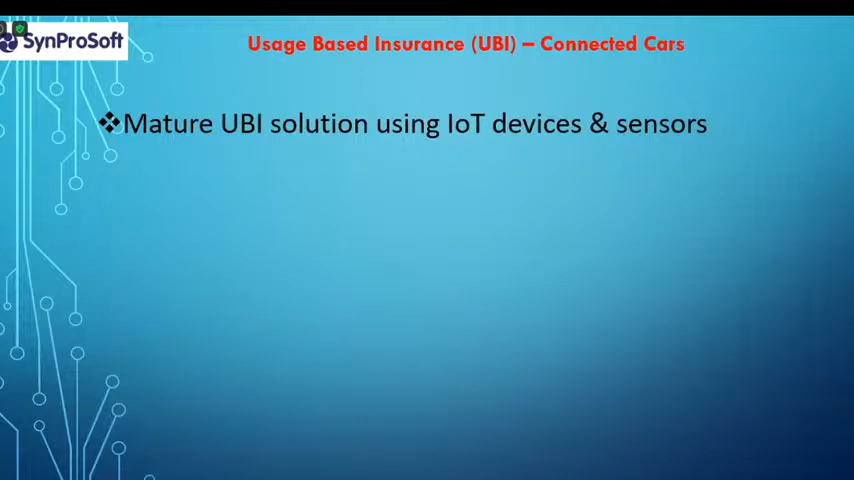 SynProSoft
Usage Based Insurance (UBI) – Connected Cars
❖Mature UBI solution using IoT devices & sensors